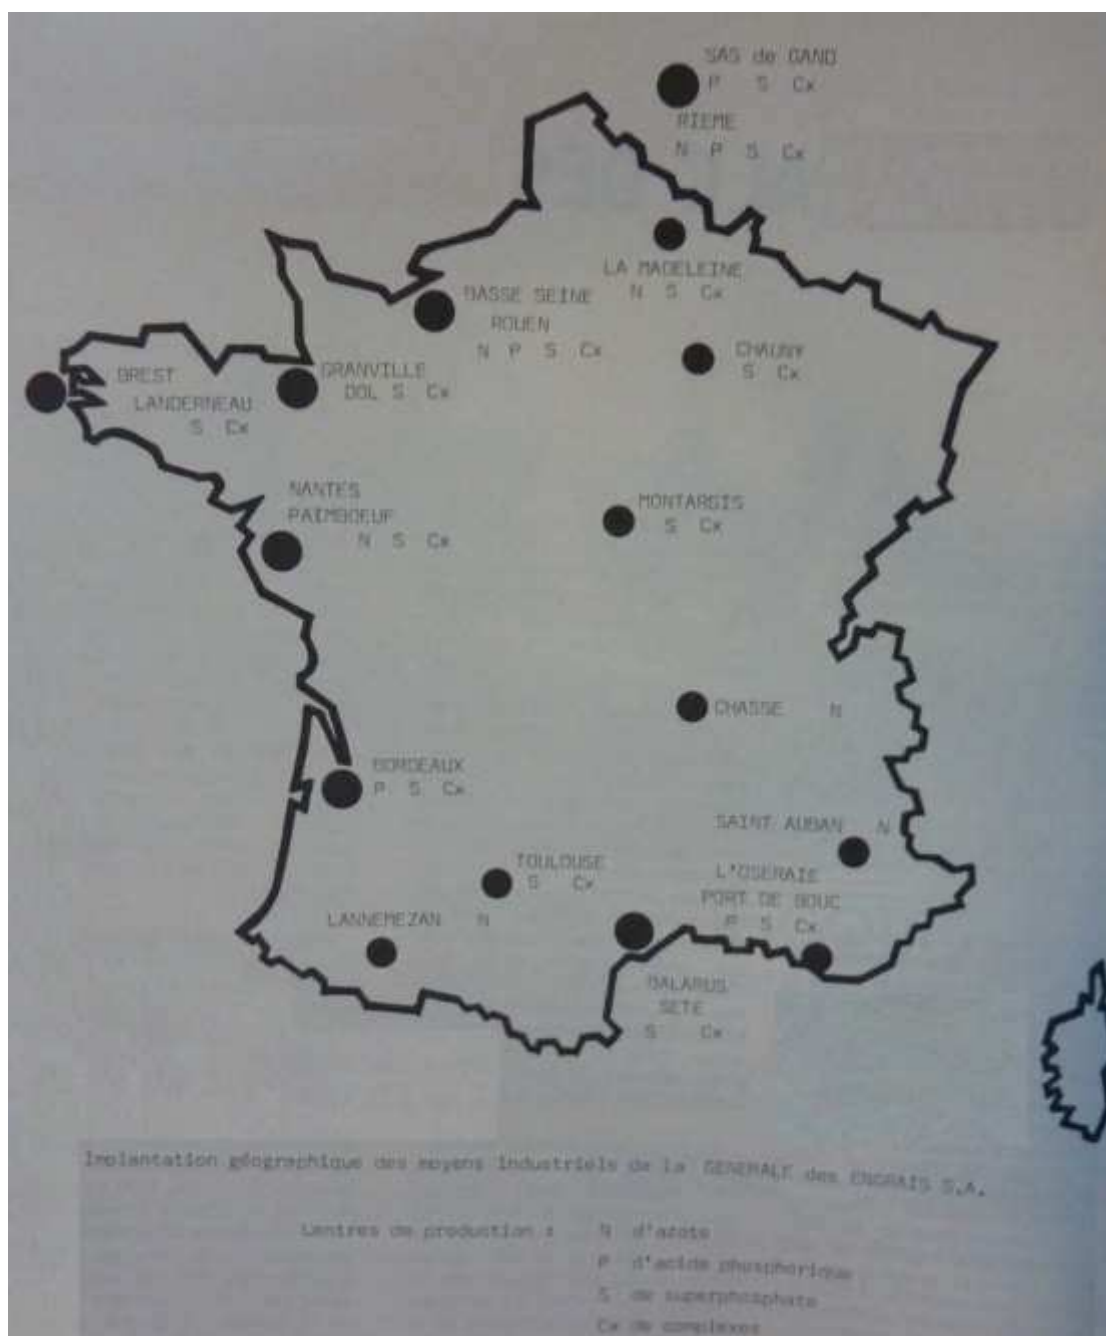 SAS de GAND
P S Cx
RIEME
N P S Cx
LA MADELEINE
N S Cx
BASSE SEINE
ROUEN
N P S Cx
CHAUNY
S Cx
GRANVILLE
DOL S Cx
BREST
LANDERNEAU
S Cx
NANTES
PAIMBOEUF
N S Cx
MONTARGIS
S Cx
CHASSE N
BORDEAUX
P S Cx
SAINT AUBAN N
TOULOUSE
S Cx
L'OSERAIE
PORT DE BOUC
P S Cx
LANNEMEZAN N
BALARUS
SETE
S Cx
Implantation géographique des moyens industriels de la GENERALE des ENGRAIS S.A.
Centres de production : N d'azote
P d'acide phosphorique
S de superphosphate
Cx de complexes